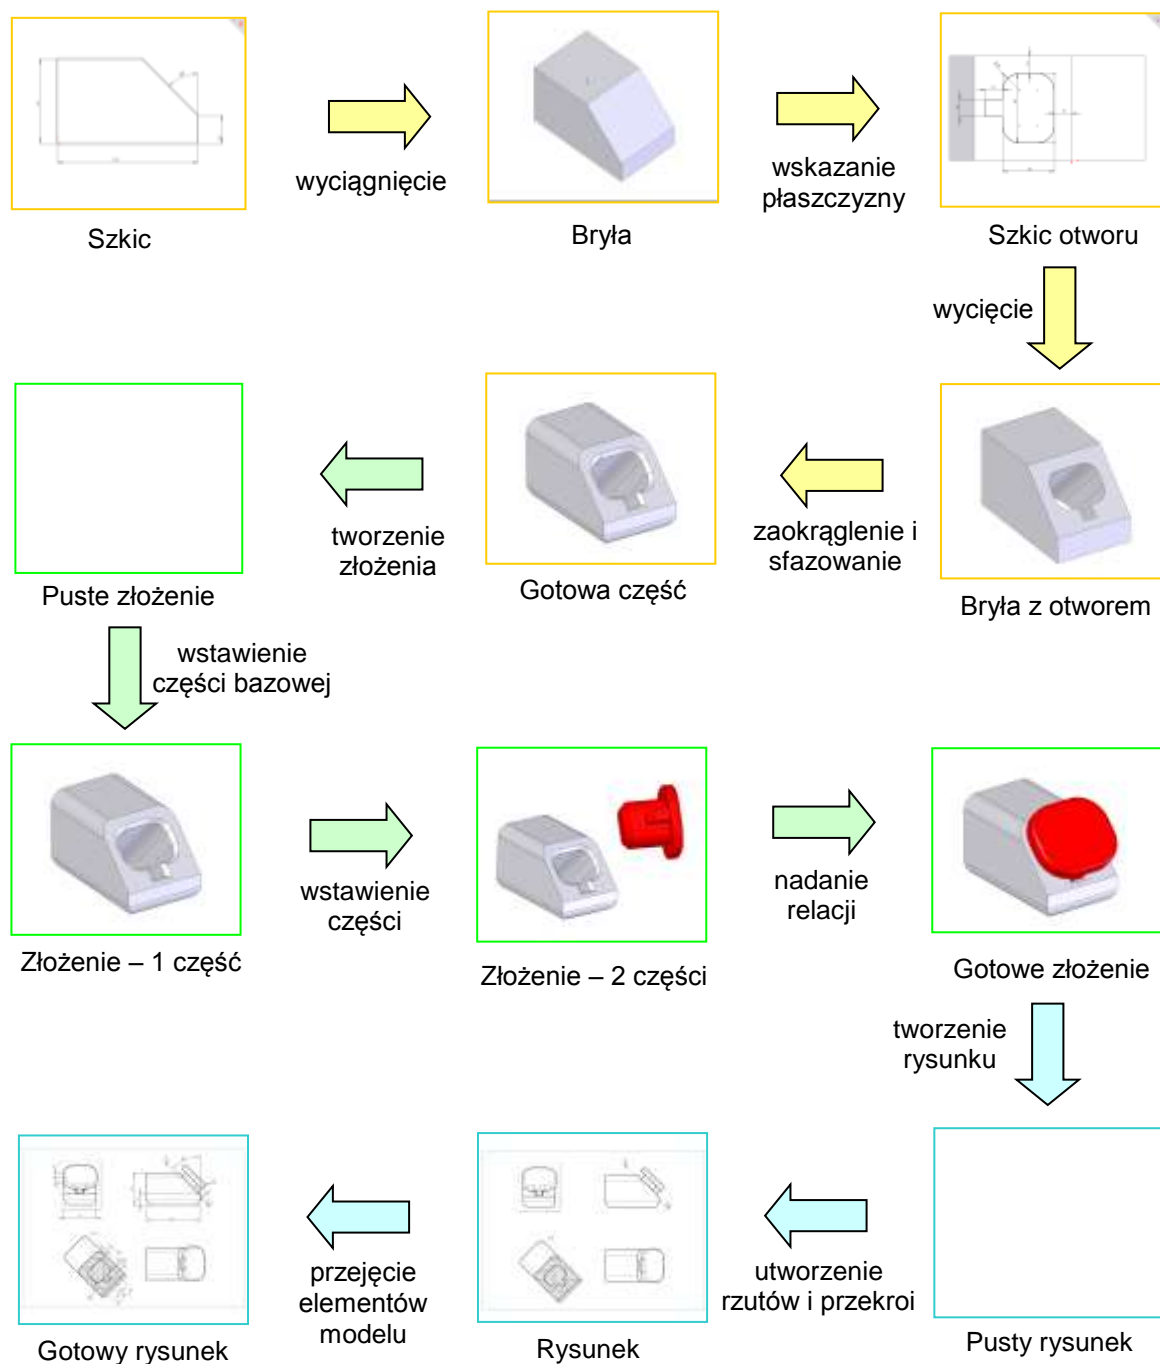 Szkic
wyciągnięcie
Bryła
wskazanie
płaszczyzny
Szkic otworu
wycięcie
Bryła z otworem
zaokrąglenie i
sfazowanie
Gotowa część
tworzenie
złożenia
Puste złożenie
wstawienie
części bazowej
Złożenie – 1 część
wstawienie
części
Złożenie – 2 części
nadanie
relacji
Gotowe złożenie
tworzenie
rysunku
Pusty rysunek
utworzenie
rzutów i przekroi
Rysunek
przejęcie
elementów
modelu
Gotowy rysunek